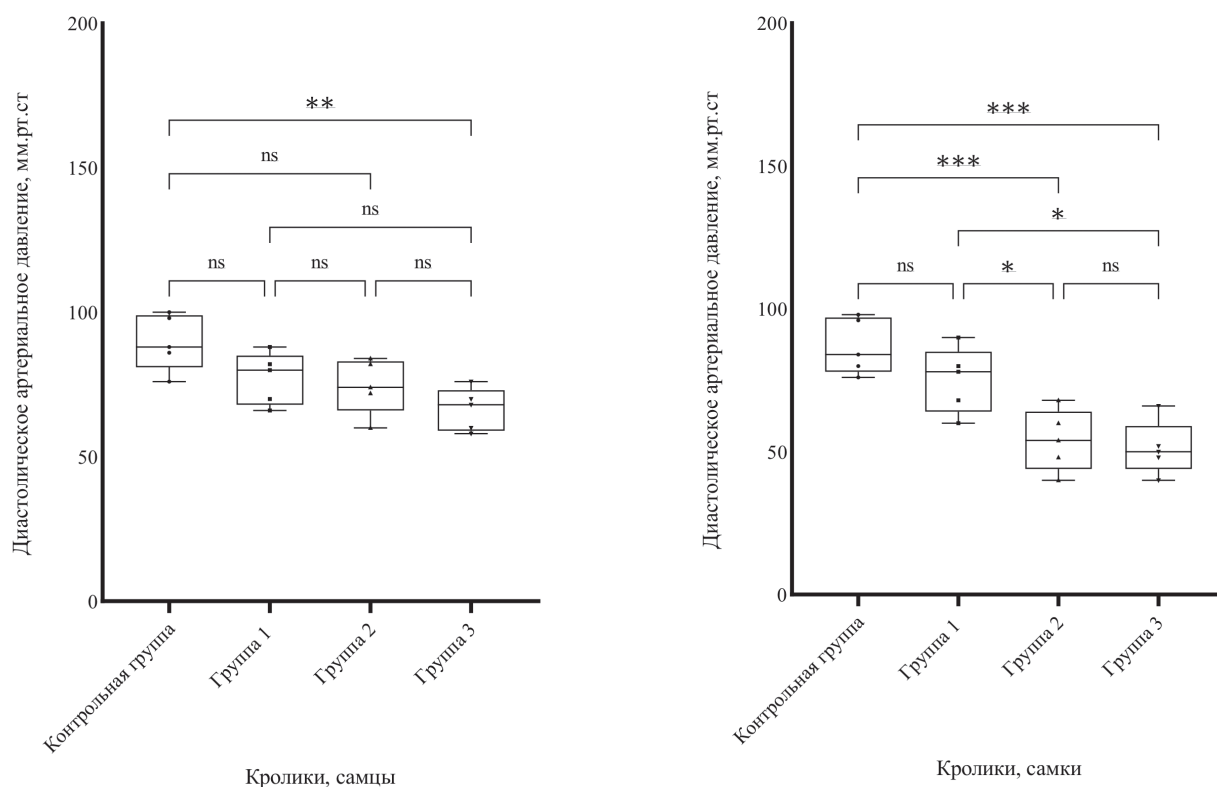 Диастолическое артериальное давление, мм.рт.ст
200
150
100
50
0
**
ns
ns
ns
ns
ns
Контрольная группа
Группа 1
Группа 2
Группа 3
Кролики, самцы
Диастолическое артериальное давление, мм.рт.ст
200
150
100
50
0
***
***
*
ns
*
ns
Контрольная группа
Группа 1
Группа 2
Группа 3
Кролики, самки